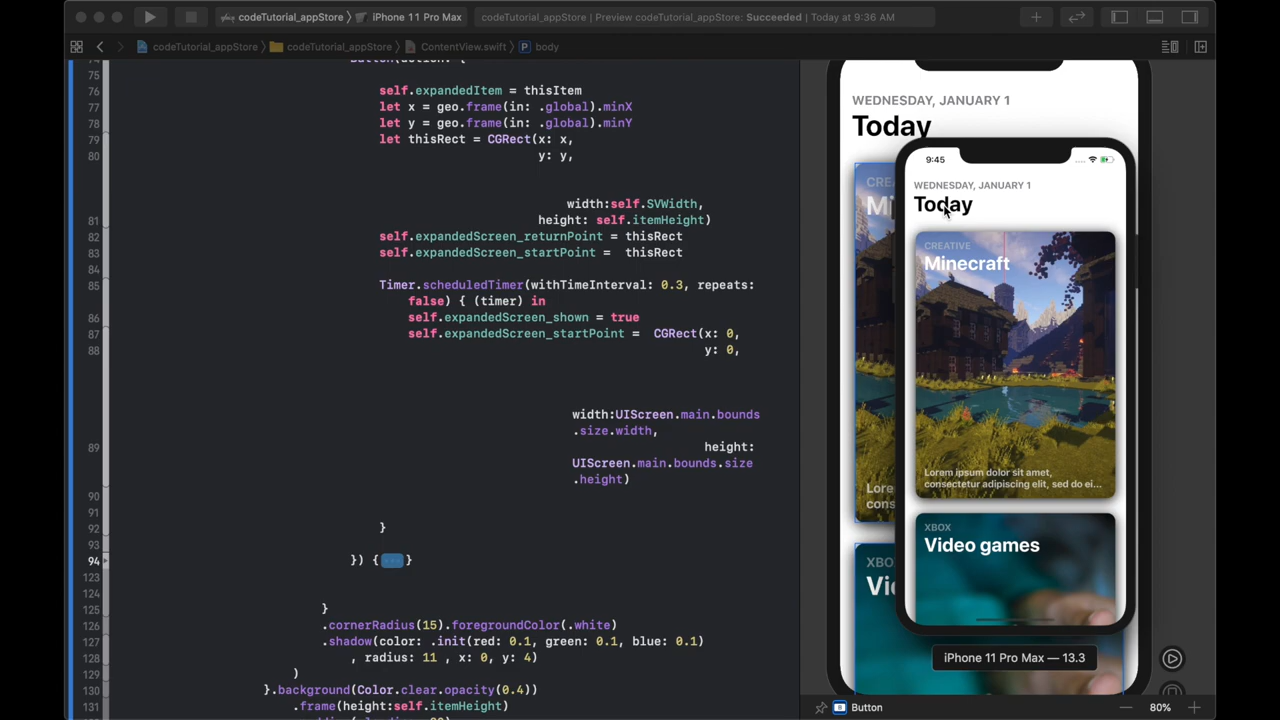 codeTutorial_appStore
iPhone 11 Pro Max
codeTutorial_appStore | Preview codeTutorial_appStore: Succeeded | Today at 9:36 AM
codeTutorial_appStore
codeTutorial_appStore
ContentView.swift
P body
74 Button(action: {
75
76 self.expandedItem = thisItem
77 let x = geo.frame(in: .global).minX
78 let y = geo.frame(in: .global).minY
79 let thisRect = CGRect(x: x,
80 y: y,
width:self.SVWidth,
81 height: self.itemHeight)
82 self.expandedScreen_returnPoint = thisRect
83 self.expandedScreen_startPoint = thisRect
84
85 Timer.scheduledTimer(withTimeInterval: 0.3, repeats:
false) { (timer) in
86 self.expandedScreen_shown = true
87 self.expandedScreen_startPoint = CGRect(x: 0,
88 y: 0,
width:UIScreen.main.bounds
.size.width,
89 height:
UIScreen.main.bounds.size
.height)
90
91
92 }
93
94 }) {...}
123
124
125 }
126 .cornerRadius(15).foregroundColor(.white)
127 .shadow(color: .init(red: 0.1, green: 0.1, blue: 0.1)
128 , radius: 11 , x: 0, y: 4)
129 )
130 }.background(Color.clear.opacity(0.4))
131 .frame(height:self.itemHeight)
WEDNESDAY, JANUARY 1
Today
CREA
Mi
Lore
cons
XBO
Vi
9:45
WEDNESDAY, JANUARY 1
Today
CREATIVE
Minecraft
Lorem ipsum dolor sit amet,
consectetur adipiscing elit, sed do ei...
XBOX
Video games
iPhone 11 Pro Max — 13.3
Button
80%